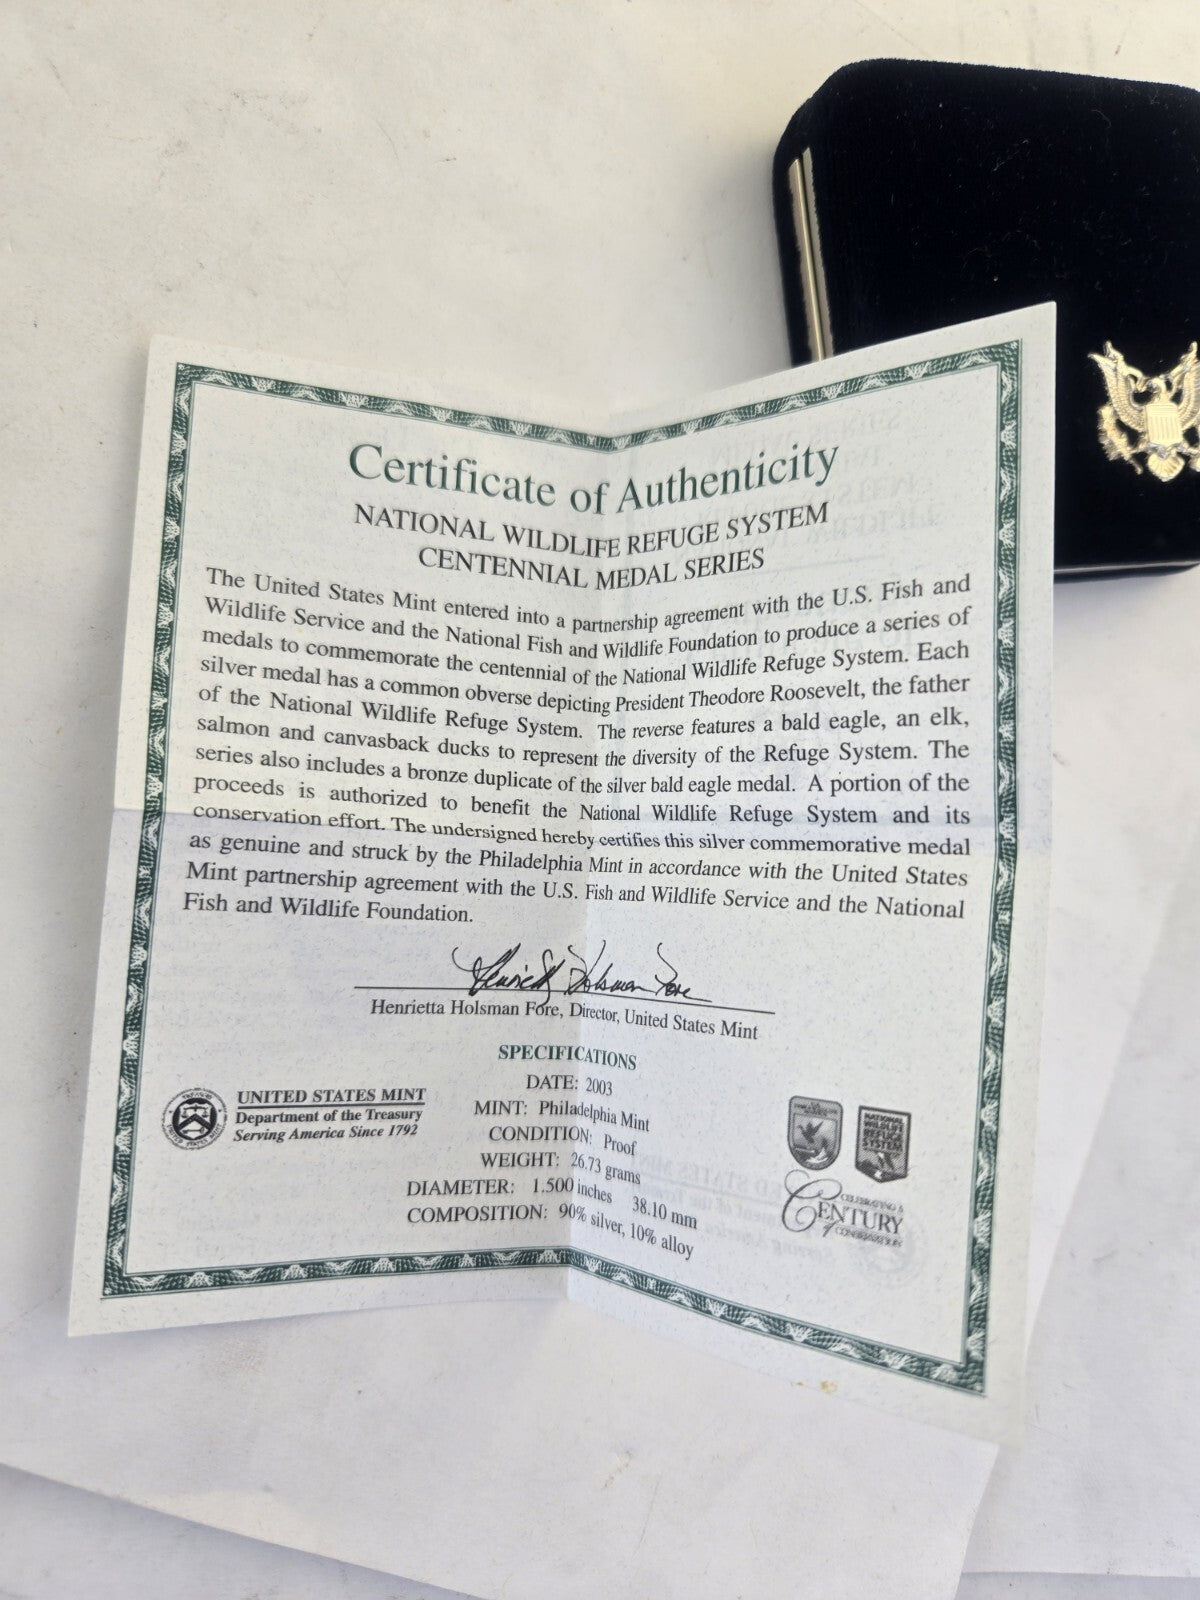 Certificate of Authenticity
NATIONAL WILDLIFE REFUGE SYSTEM
CENTENNIAL MEDAL SERIES
The United States Mint entered into a partnership agreement with the U.S. Fish and
Wildlife Service and the National Fish and Wildlife Foundation to produce a series of
medals to commemorate the centennial of the National Wildlife Refuge System. Each
silver medal has a common obverse depicting President Theodore Roosevelt, the father
of the National Wildlife Refuge System. The reverse features a bald eagle, an elk,
salmon and canvasback ducks to represent the diversity of the Refuge System. The
series also includes a bronze duplicate of the silver bald eagle medal. A portion of the
proceeds is authorized to benefit the National Wildlife Refuge System and its
conservation effort. The undersigned hereby certifies this silver commemorative medal
as genuine and struck by the Philadelphia Mint in accordance with the United States
Mint partnership agreement with the U.S. Fish and Wildlife Service and the National
Fish and Wildlife Foundation.
Henrietta Holsman Fore
Henrietta Holsman Fore, Director, United States Mint
SPECIFICATIONS
DATE: 2003
MINT: Philadelphia Mint
CONDITION: Proof
WEIGHT: 26.73 grams
DIAMETER: 1.500 inches 38.10 mm
COMPOSITION: 90% silver, 10% alloy
UNITED STATES MINT
Department of the Treasury
Serving America Since 1792
NATIONAL
WILDLIFE
REFUGE
SYSTEM
CELEBRATING A
CENTURY
of CONSERVATION